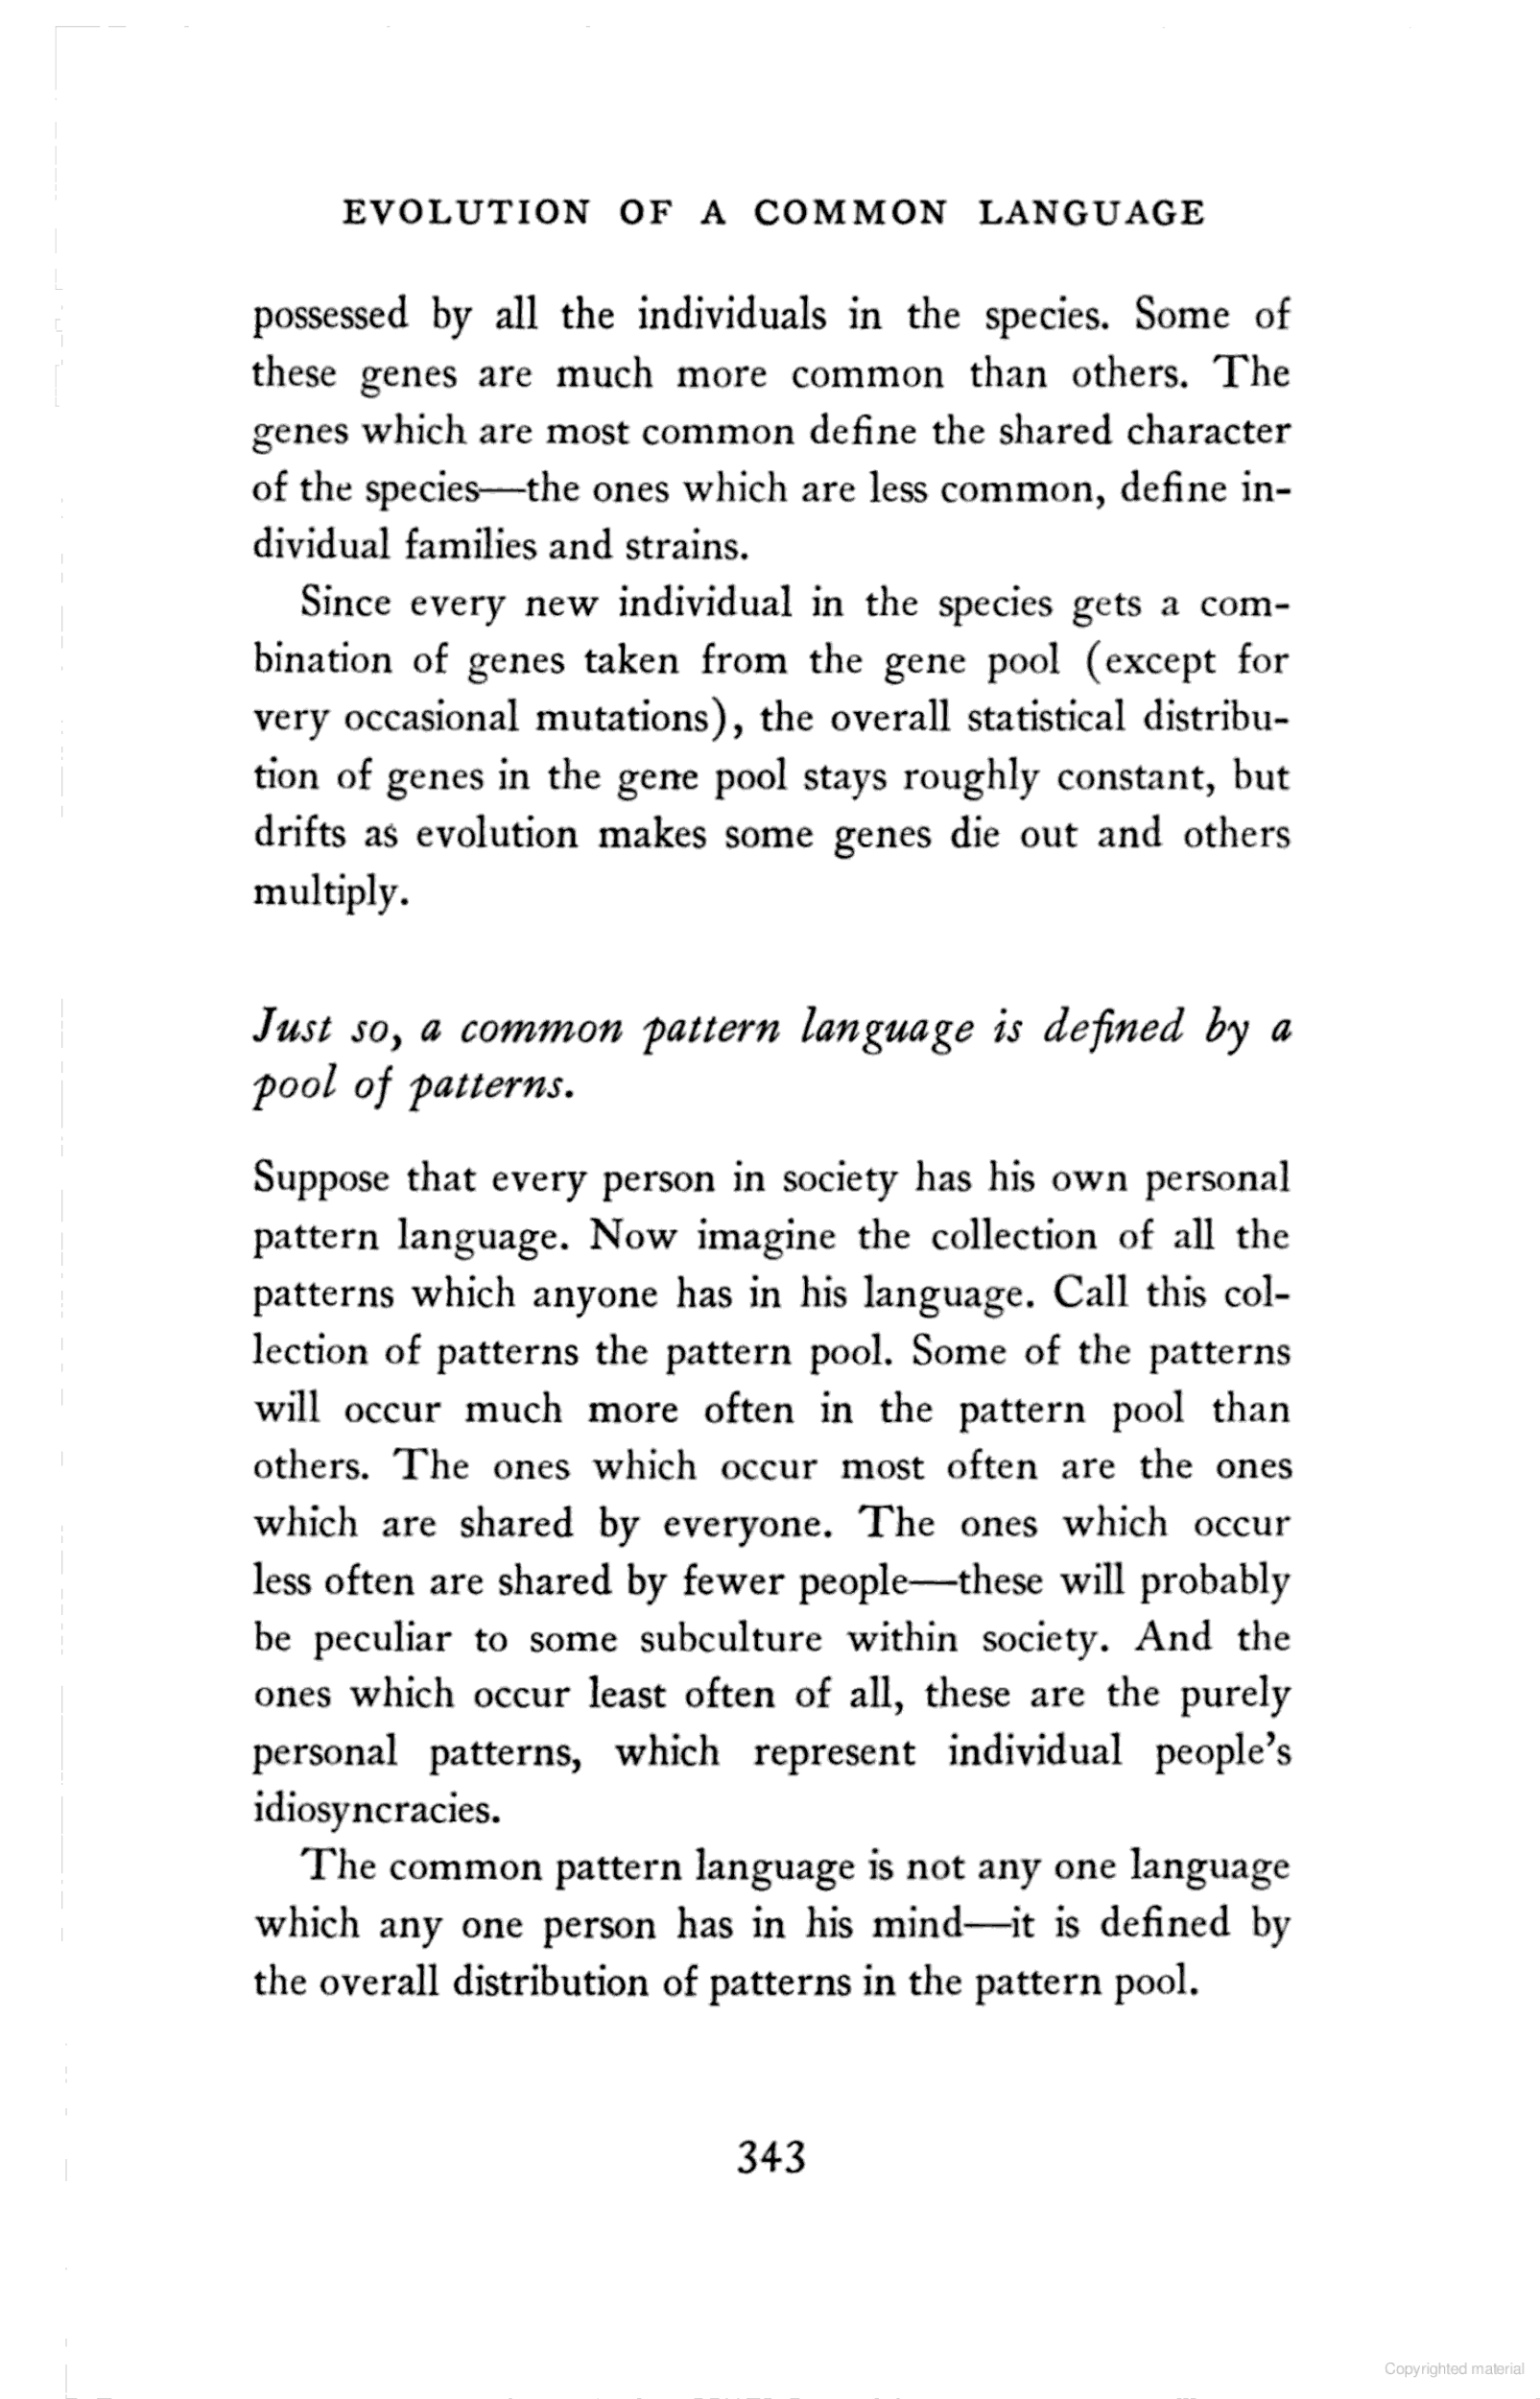 EVOLUTION OF A COMMON LANGUAGE
possessed by all the individuals in the species. Some of
these genes are much more common than others. The
genes which are most common define the shared character
of the species—the ones which are less common, define in-
dividual families and strains.
Since every new individual in the species gets a com-
bination of genes taken from the gene pool (except for
very occasional mutations), the overall statistical distribu-
tion of genes in the gene pool stays roughly constant, but
drifts as evolution makes some genes die out and others
multiply.
Just so, a common pattern language is defined by a
pool of patterns.
Suppose that every person in society has his own personal
pattern language. Now imagine the collection of all the
patterns which anyone has in his language. Call this col-
lection of patterns the pattern pool. Some of the patterns
will occur much more often in the pattern pool than
others. The ones which occur most often are the ones
which are shared by everyone. The ones which occur
less often are shared by fewer people—these will probably
be peculiar to some subculture within society. And the
ones which occur least often of all, these are the purely
personal patterns, which represent individual people's
idiosyncracies.
The common pattern language is not any one language
which any one person has in his mind—it is defined by
the overall distribution of patterns in the pattern pool.
343
Copyrighted material